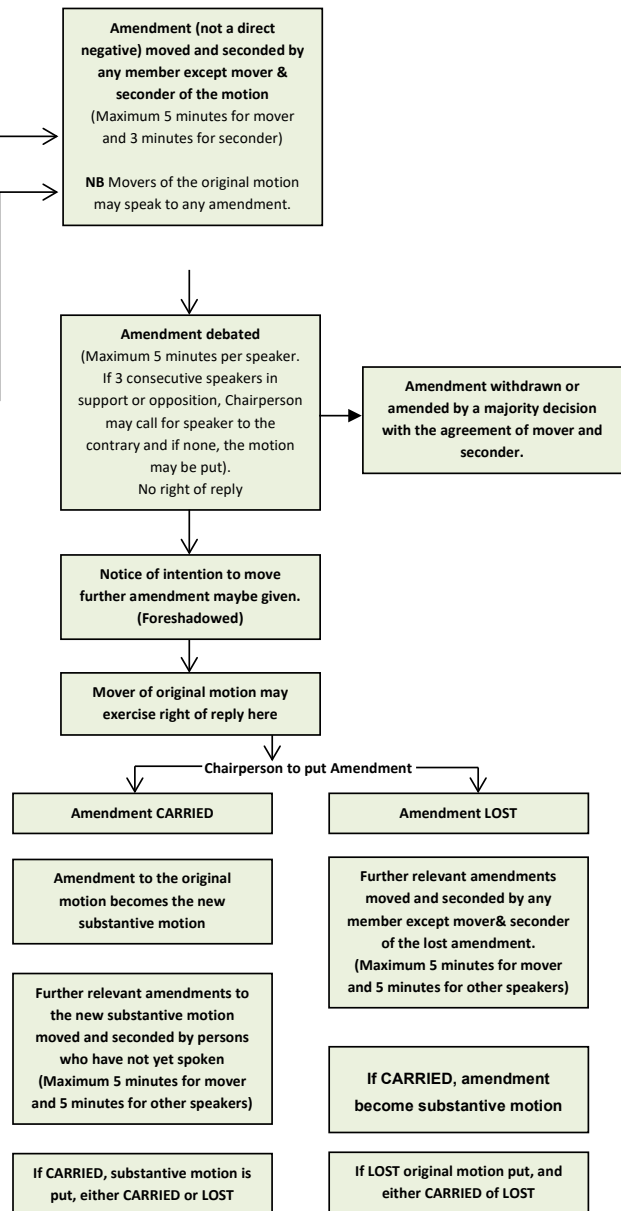 Amendment (not a direct
negative) moved and seconded by
any member except mover &
seconder of the motion
(Maximum 5 minutes for mover
and 3 minutes for seconder)
NB Movers of the original motion
may speak to any amendment.
Amendment debated
(Maximum 5 minutes per speaker.
If 3 consecutive speakers in
support or opposition, Chairperson
may call for speaker to the
contrary and if none, the motion
may be put).
No right of reply
Amendment withdrawn or
amended by a majority decision
with the agreement of mover and
seconder.
Notice of intention to move
further amendment maybe given.
(Foreshadowed)
Mover of original motion may
exercise right of reply here
Chairperson to put Amendment
Amendment CARRIED
Amendment to the original
motion becomes the new
substantive motion
Further relevant amendments to
the new substantive motion
moved and seconded by persons
who have not yet spoken
(Maximum 5 minutes for mover
and 5 minutes for other speakers)
If CARRIED, substantive motion is
put, either CARRIED or LOST
Amendment LOST
Further relevant amendments
moved and seconded by any
member except mover& seconder
of the lost amendment.
(Maximum 5 minutes for mover
and 5 minutes for other speakers)
If CARRIED, amendment
become substantive motion
If LOST original motion put, and
either CARRIED of LOST